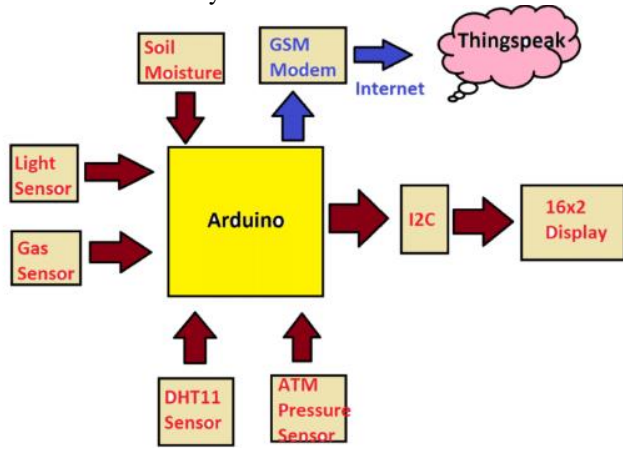 Soil
Moisture
GSM
Modem
Thingspeak
Internet
Light
Sensor
Arduino
I2C
16x2
Display
Gas
Sensor
DHT11
Sensor
ATM
Pressure
Sensor